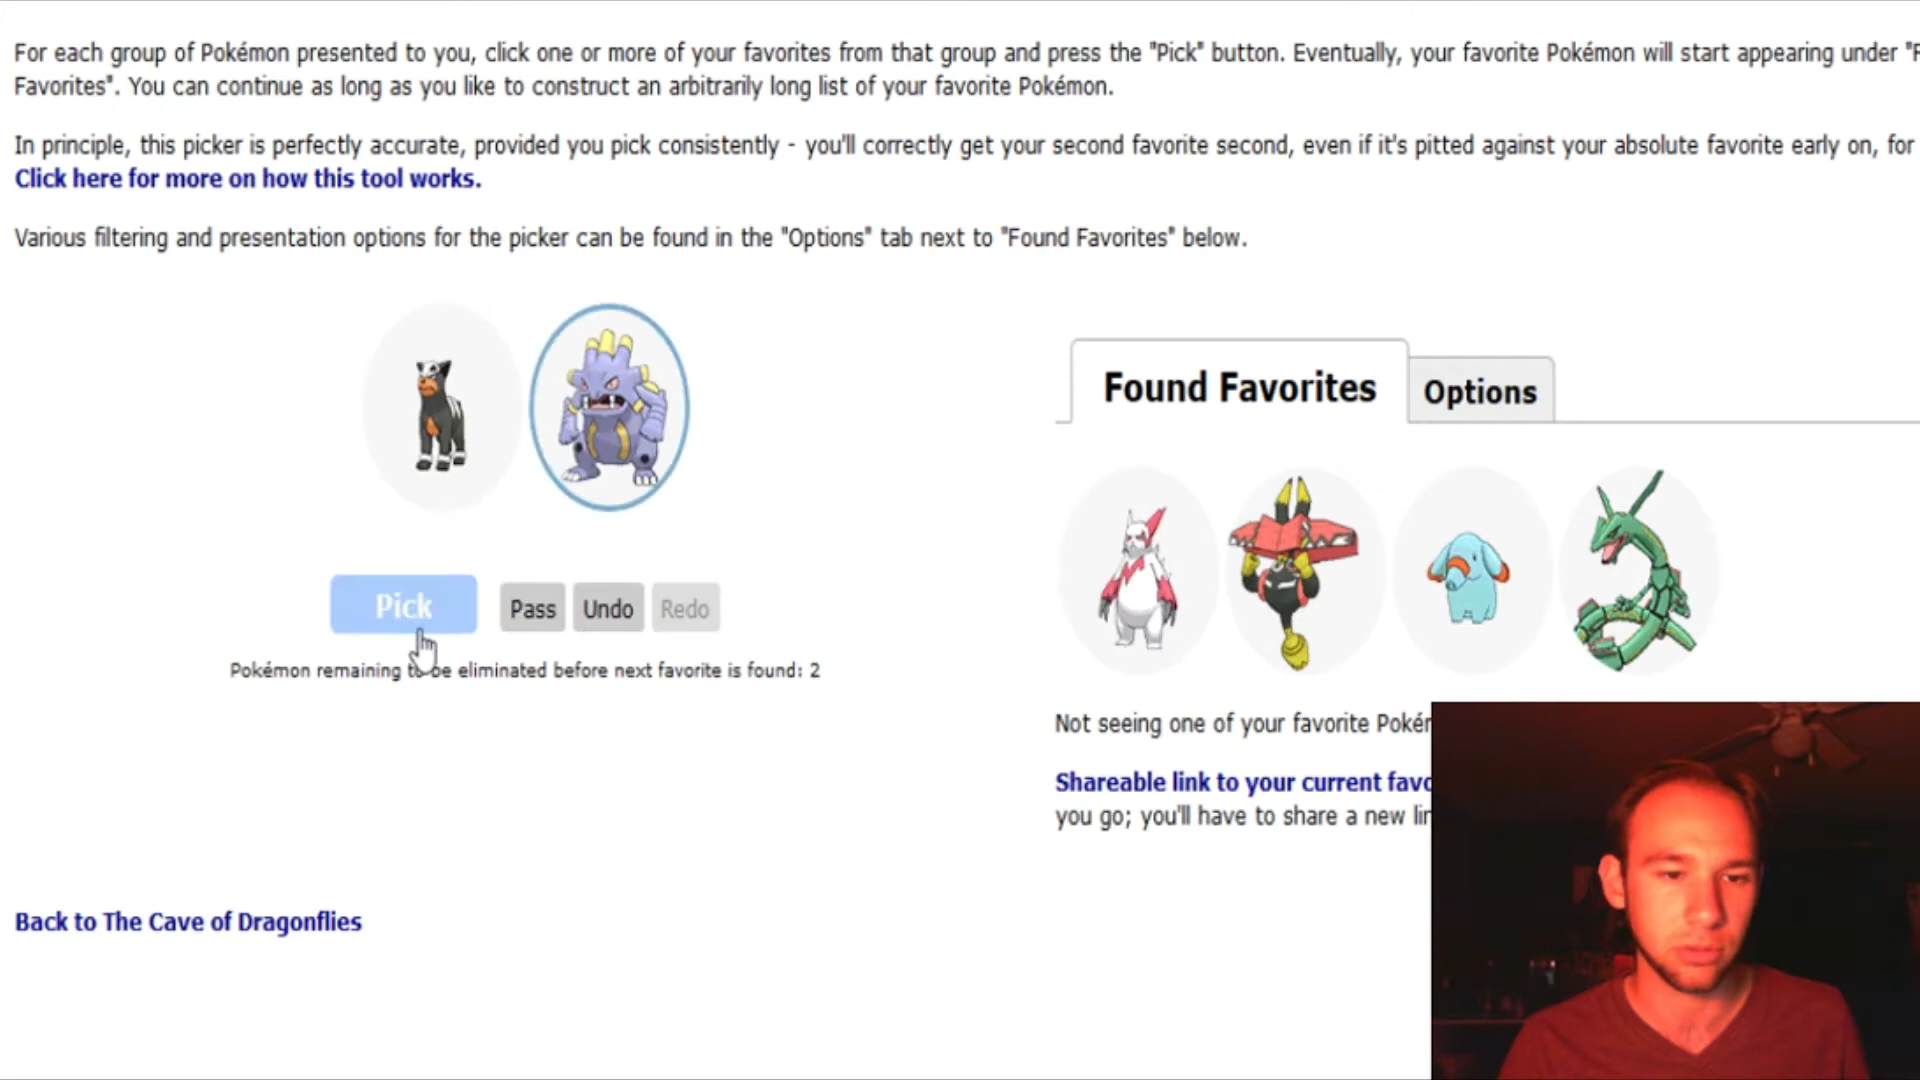 For each group of Pokémon presented to you, click one or more of your favorites from that group and press the "Pick" button. Eventually, your favorite Pokémon will start appearing under
Favorites". You can continue as long as you like to construct an arbitrarily long list of your favorite Pokémon.
In principle, this picker is perfectly accurate, provided you pick consistently - you'll correctly get your second favorite second, even if it's pitted against your absolute favorite early on, for
Click here for more on how this tool works.
Various filtering and presentation options for the picker can be found in the "Options" tab next to "Found Favorites" below.
Found Favorites
Options
Pick
Pass
Undo
Redo
Pokémon remaining to be eliminated before next favorite is found: 2
Not seeing one of your favorite
Shareable link to your current
you go; you'll have to share a new
Back to The Cave of Dragonflies